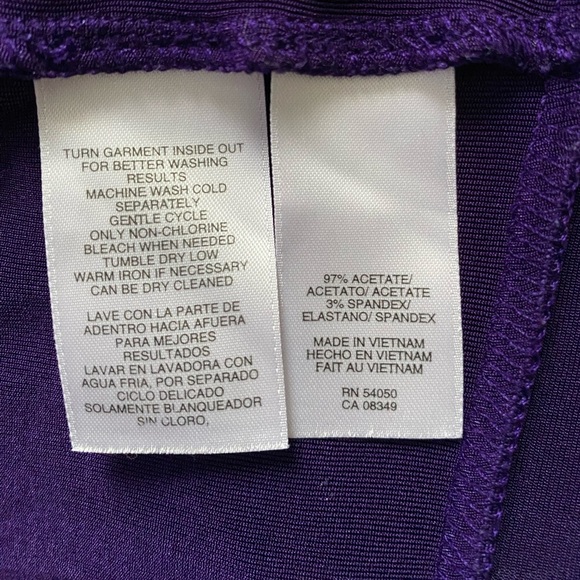 TURN GARMENT INSIDE OUT
FOR BETTER WASHING
RESULTS
MACHINE WASH COLD
SEPARATELY
GENTLE CYCLE
ONLY NON-CHLORINE
BLEACH WHEN NEEDED
TUMBLE DRY LOW
WARM IRON IF NECESSARY
CAN BE DRY CLEANED
LAVE CON LA PARTE DE
ADENTRO HACIA AFUERA
PARA MEJORES
RESULTADOS
LAVAR EN LAVADORA CON
AGUA FRIA, POR SEPARADO
CICLO DELICADO
SOLAMENTE BLANQUEADOR
SIN CLORO,
97% ACETATE/
ACETATO/ ACETATE
3% SPANDEX/
ELASTANO/ SPANDEX
MADE IN VIETNAM
HECHO EN VIETNAM
FAIT AU VIETNAM
RN 54050
CA 08349